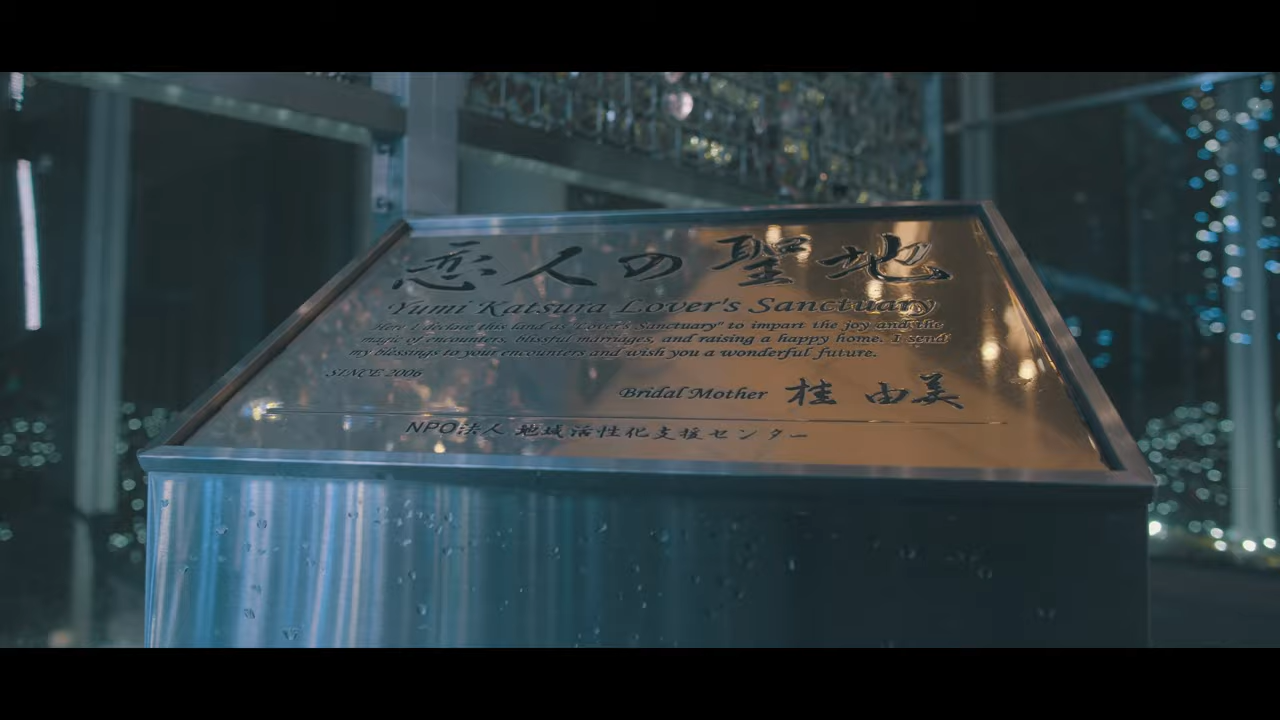 恋人の聖地
Yumi Katsura Lover's Sanctuary
Here I declare this land as "Lover's Sanctuary" to impart the joy and the
magic of encounters, blissful marriages, and raising a happy home. I send
my blessings to your encounters and wish you a wonderful future.
SINCE 2006
Bridal Mother 桂 由美
NPO法人 地域活性化支援センター